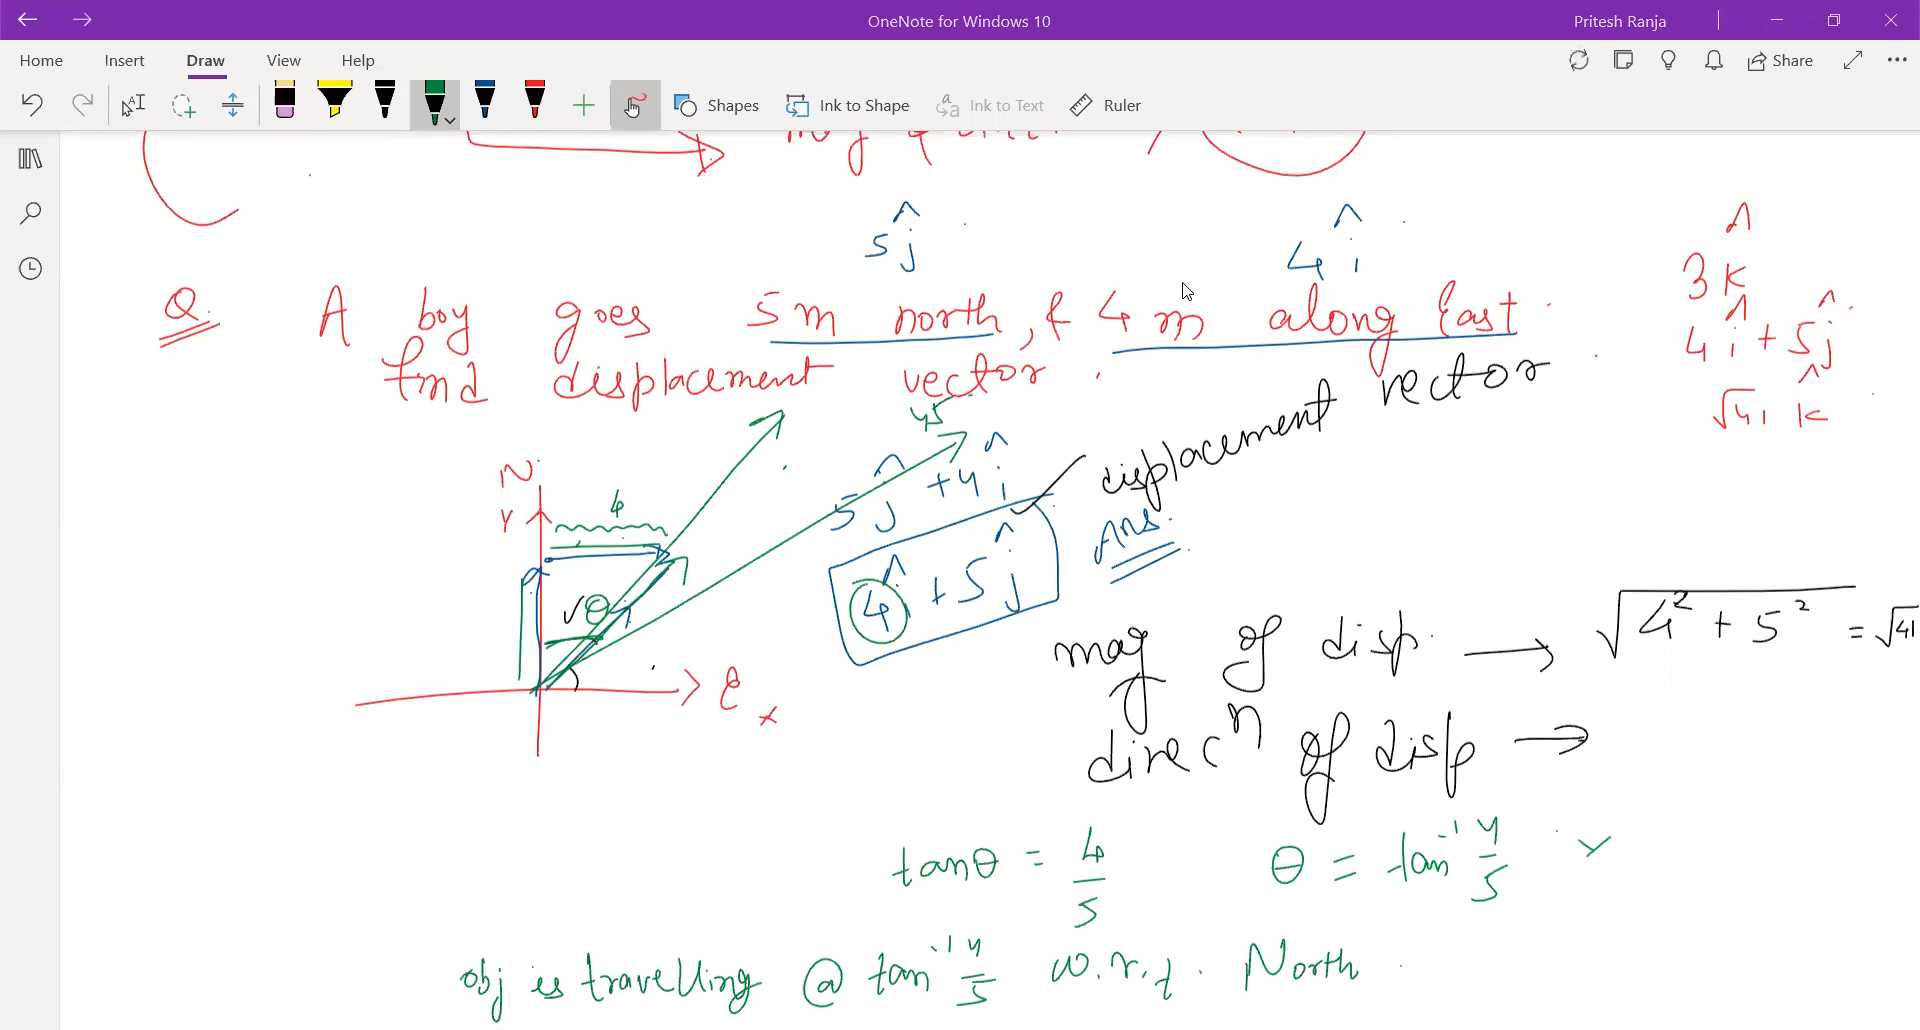 OneNote for Windows 10
Pritesh Ranja
Home Insert Draw View Help
Share
Shapes Ink to Shape Ink to Text Ruler
5ĵ 4î
Q. A boy goes 5m north, & 4 m along East.
find displacement vector.
3k̂
4î + 5ĵ
√41 k̂
N
Y
4
θ
E
x
45
5ĵ + 4î
4î + 5ĵ
displacement vector
Ans.
mag of disp. → √4² + 5² = √41
direcⁿ of disp →
tanθ = 4/5 θ = tan⁻¹ 4/5
obj is travelling @ tan⁻¹ 4/5 w.r.t. North